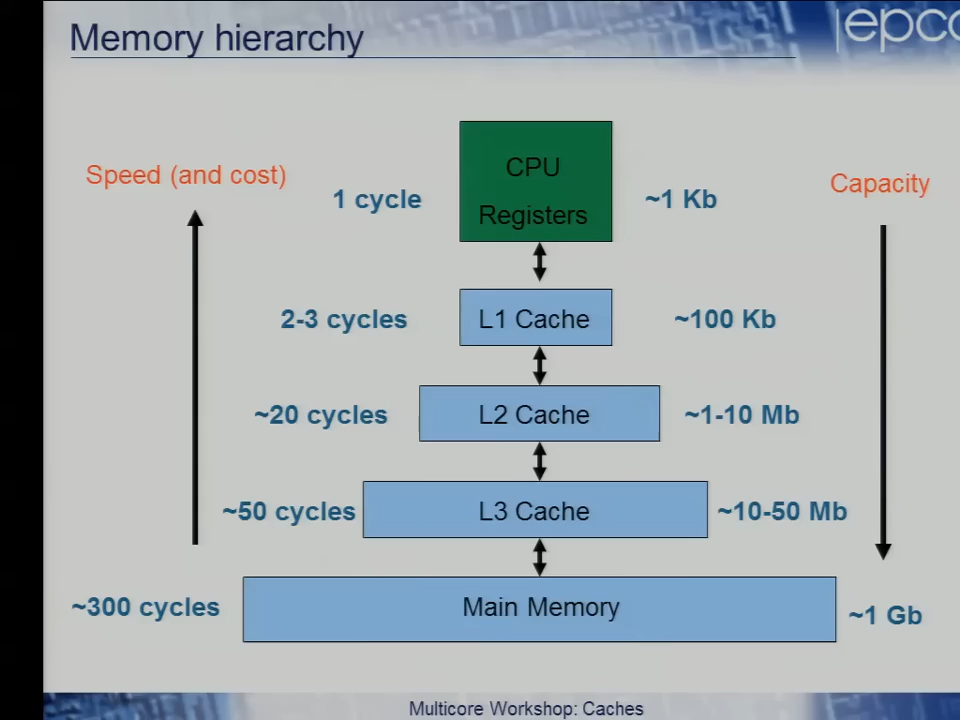 Memory hierarchy
Speed (and cost)
Capacity
1 cycle
CPU
Registers
~1 Kb
2-3 cycles
L1 Cache
~100 Kb
~20 cycles
L2 Cache
~1-10 Mb
~50 cycles
L3 Cache
~10-50 Mb
~300 cycles
Main Memory
~1 Gb
Multicore Workshop: Caches